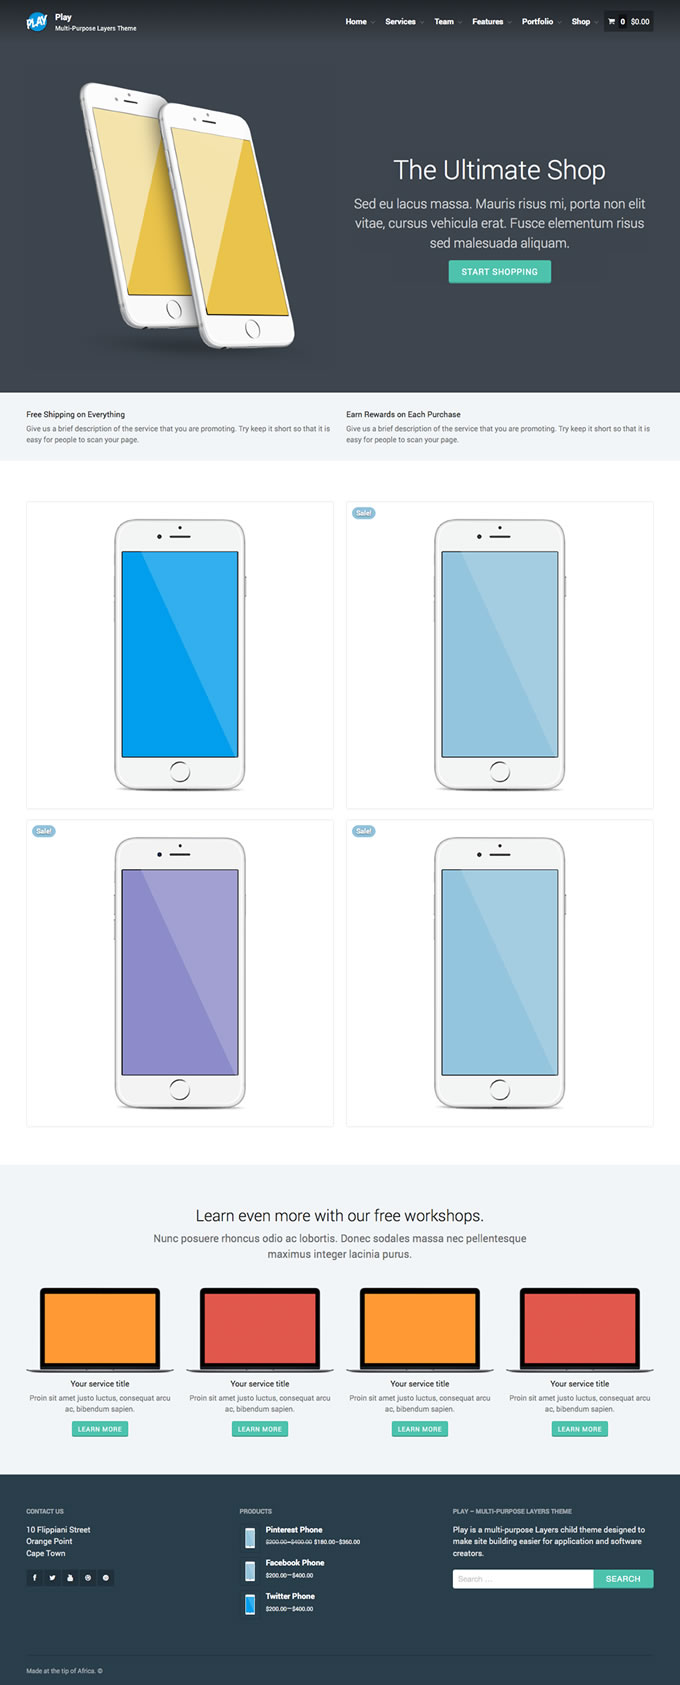 PLAY
Play
Multi-Purpose Layers Theme
Home Services Team Features Portfolio Shop 0 $0.00
The Ultimate Shop
Sed eu lacus massa. Mauris risus mi, porta non elit
vitae, cursus vehicula erat. Fusce elementum risus
sed malesuada aliquam.
START SHOPPING
Free Shipping on Everything
Give us a brief description of the service that you are promoting. Try keep it short so that it is
easy for people to scan your page.
Earn Rewards on Each Purchase
Give us a brief description of the service that you are promoting. Try keep it short so that it is
easy for people to scan your page.
Sale!
Sale!
Sale!
Learn even more with our free workshops.
Nunc posuere rhoncus odio ac lobortis. Donec sodales massa nec pellentesque
maximus integer lacinia purus.
Your service title
Proin sit amet justo luctus, consequat arcu
ac, bibendum sapien.
LEARN MORE
Your service title
Proin sit amet justo luctus, consequat arcu
ac, bibendum sapien.
LEARN MORE
Your service title
Proin sit amet justo luctus, consequat arcu
ac, bibendum sapien.
LEARN MORE
Your service title
Proin sit amet justo luctus, consequat arcu
ac, bibendum sapien.
LEARN MORE
CONTACT US
10 Flippiani Street
Orange Point
Cape Town
PRODUCTS
Pinterest Phone
$200.00–$400.00 $180.00–$360.00
Facebook Phone
$200.00–$400.00
Twitter Phone
$200.00–$400.00
PLAY – MULTI-PURPOSE LAYERS THEME
Play is a multi-purpose Layers child theme designed to
make site building easier for application and software
creators.
Search …
SEARCH
Made at the tip of Africa. ©